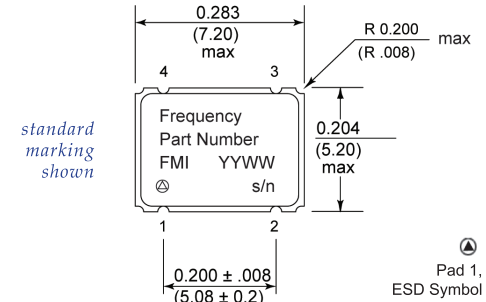 0.283
(7.20)
max
R 0.200
(R .008)
max
4 3
standard
marking
shown
Frequency
Part Number
FMI YYWW
s/n
0.204
(5.20)
max
1 2
0.200 ± .008
(5.08 ± 0.2)
Pad 1,
ESD Symbol